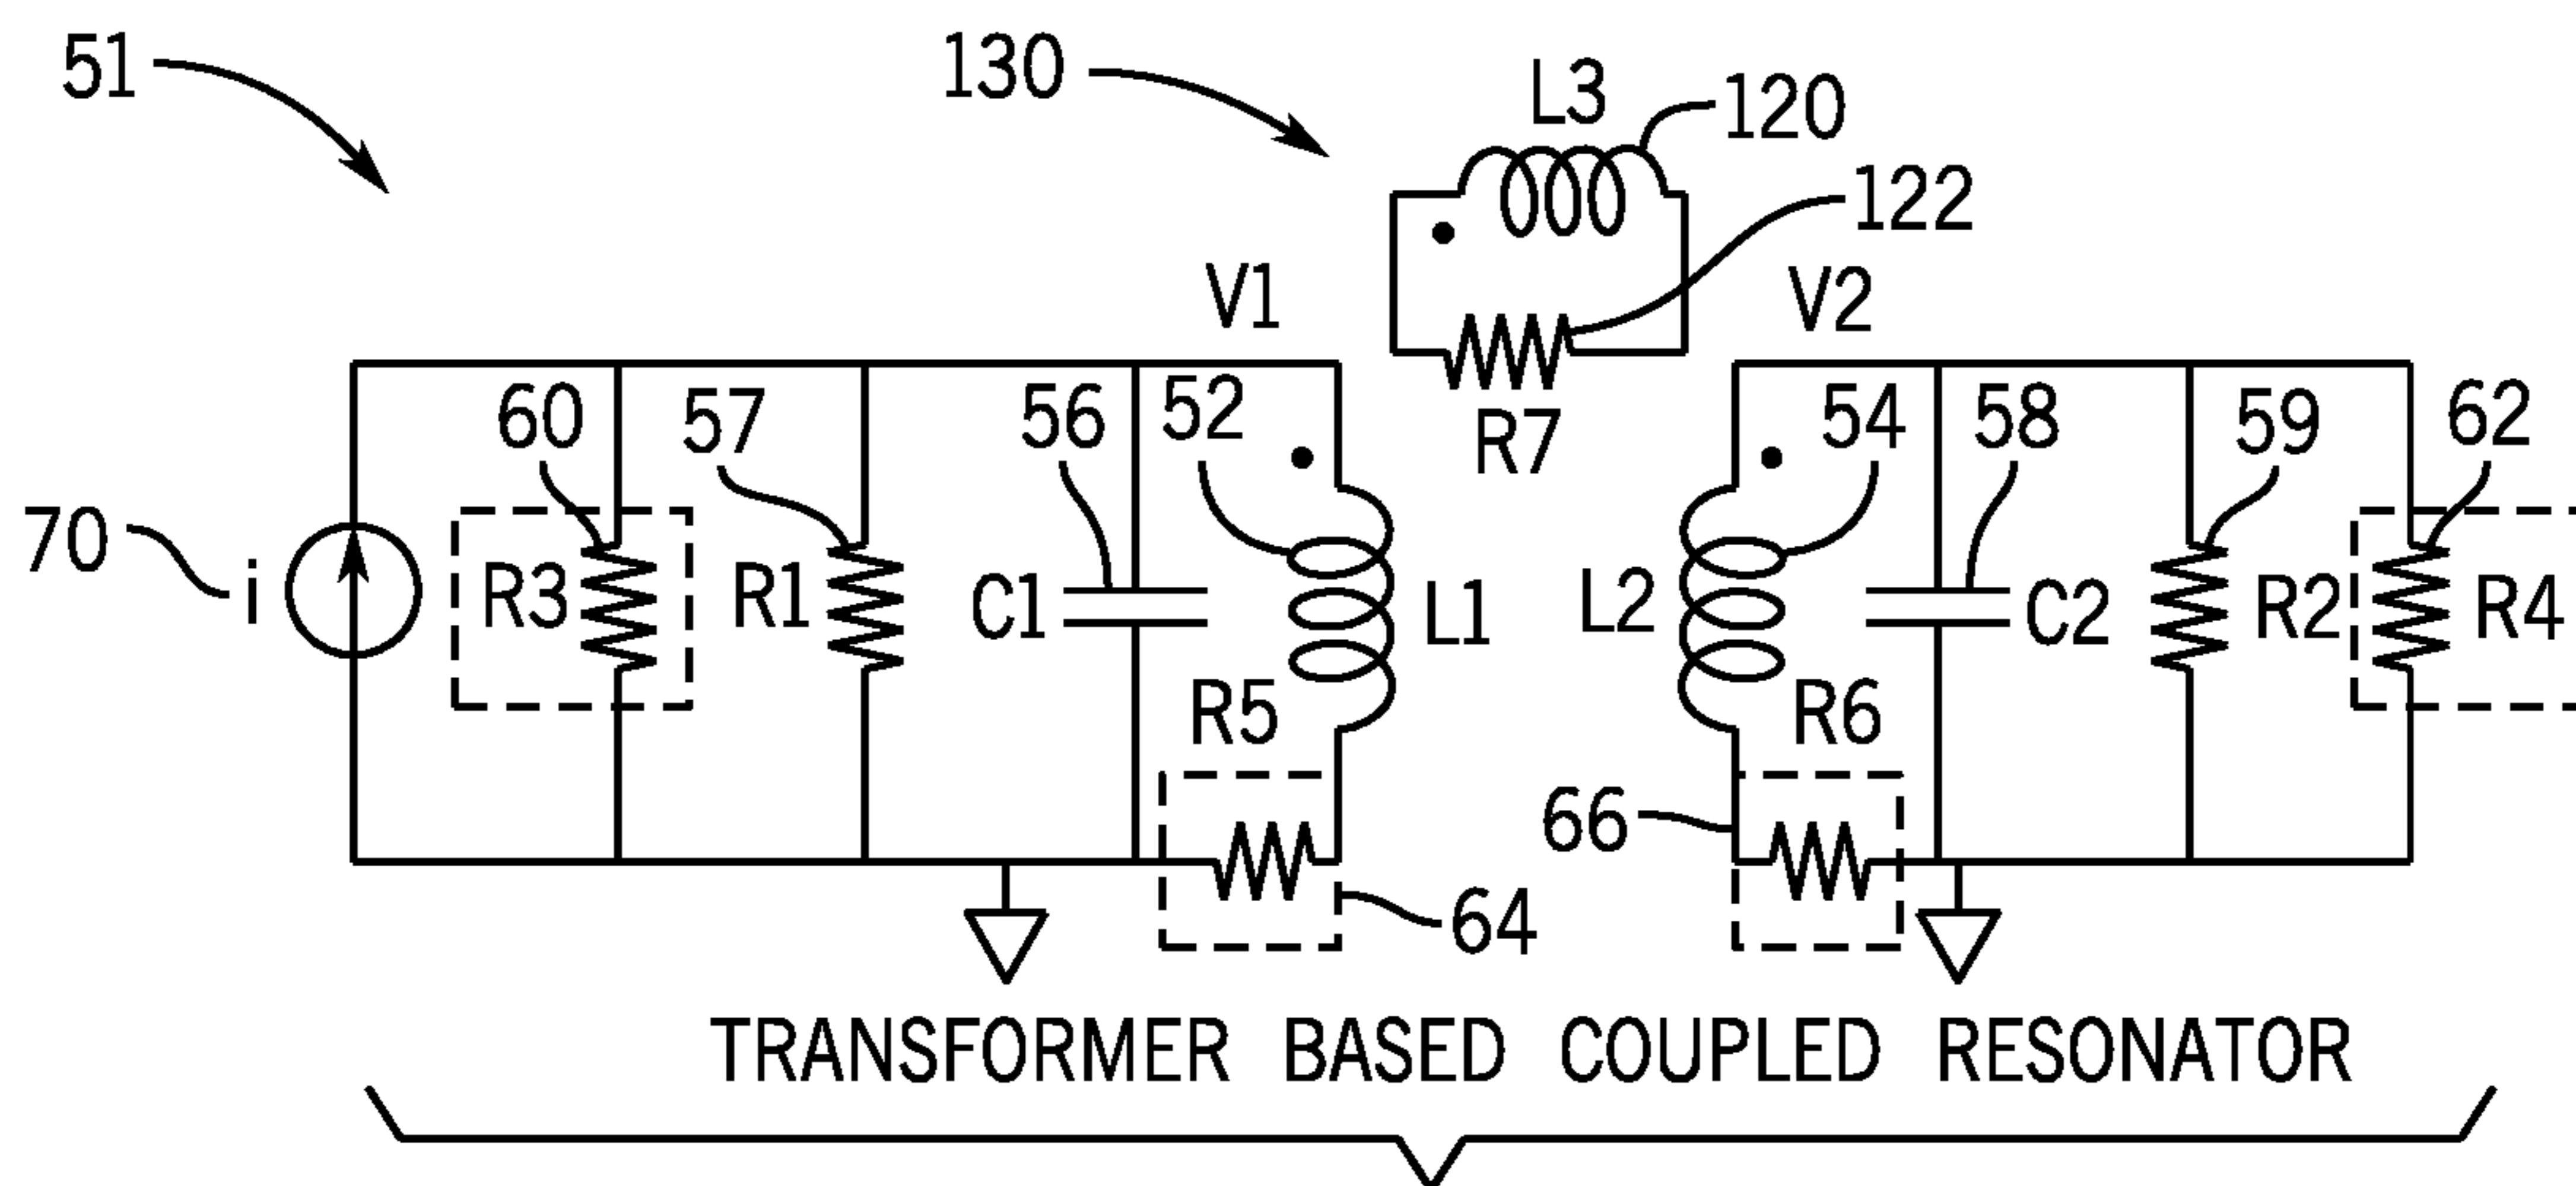 51
130
L3
120
122
V1
V2
60
57
56
52
R7
54
58
59
62
70
i
R3
R1
C1
L1
L2
C2
R2
R4
R5
R6
66
64
TRANSFORMER BASED COUPLED RESONATOR